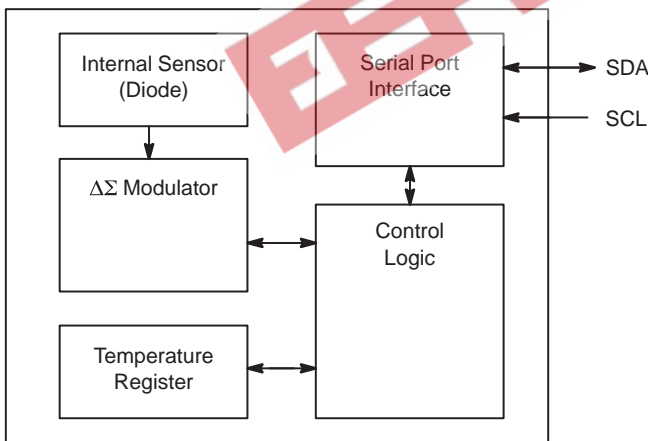 Internal Sensor
(Diode)
Serial Port
Interface
SDA
SCL
ΔΣ Modulator
Control
Logic
Temperature
Register